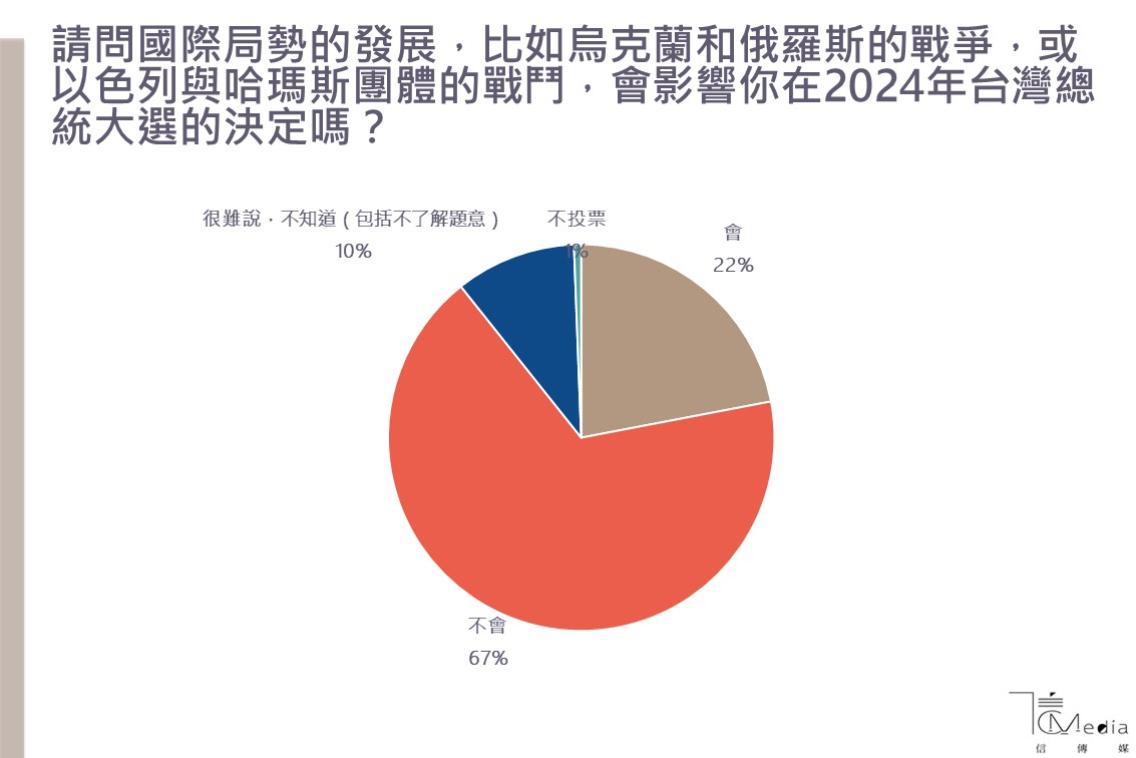 請問國際局勢的發展，比如烏克蘭和俄羅斯的戰爭，或
以色列與哈瑪斯團體的戰鬥，會影響你在2024年台灣總
統大選的決定嗎？
很難說．不知道（包括不了解題意）
10%
不投票
1%
會
22%
不會
67%
CMedia
信 傳 媒